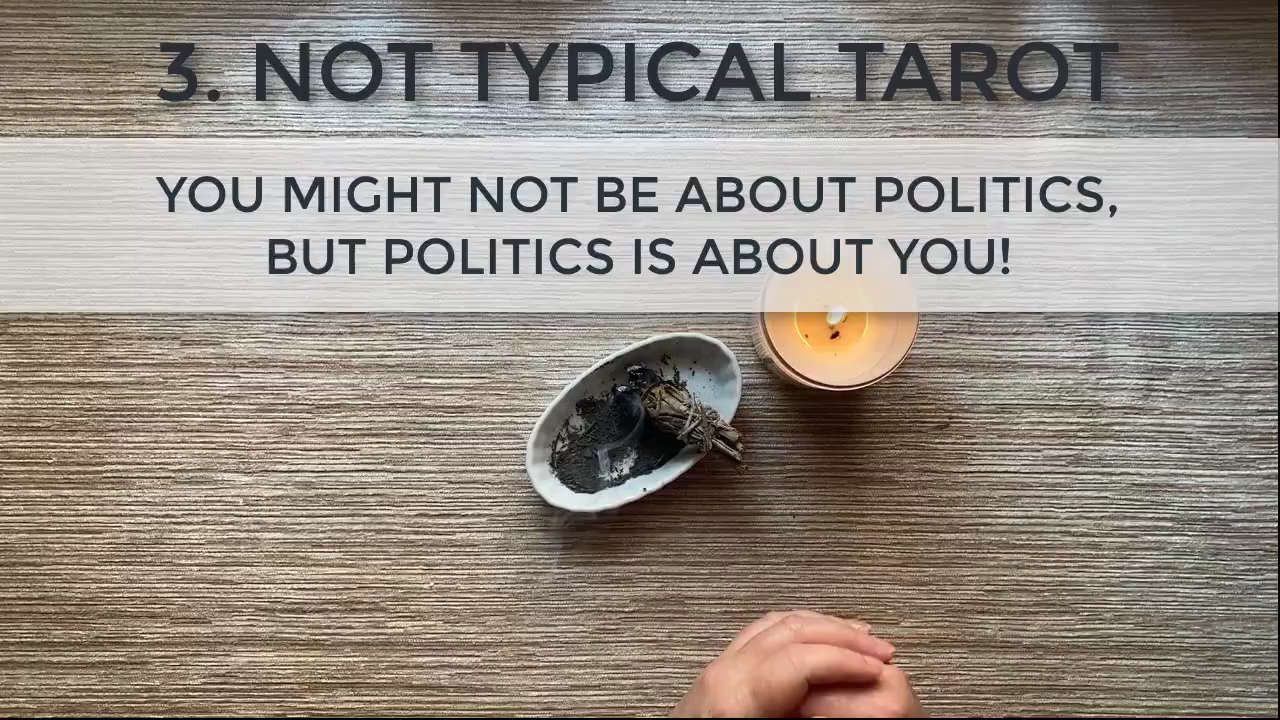 3. NOT TYPICAL TAROT
YOU MIGHT NOT BE ABOUT POLITICS,
BUT POLITICS IS ABOUT YOU!